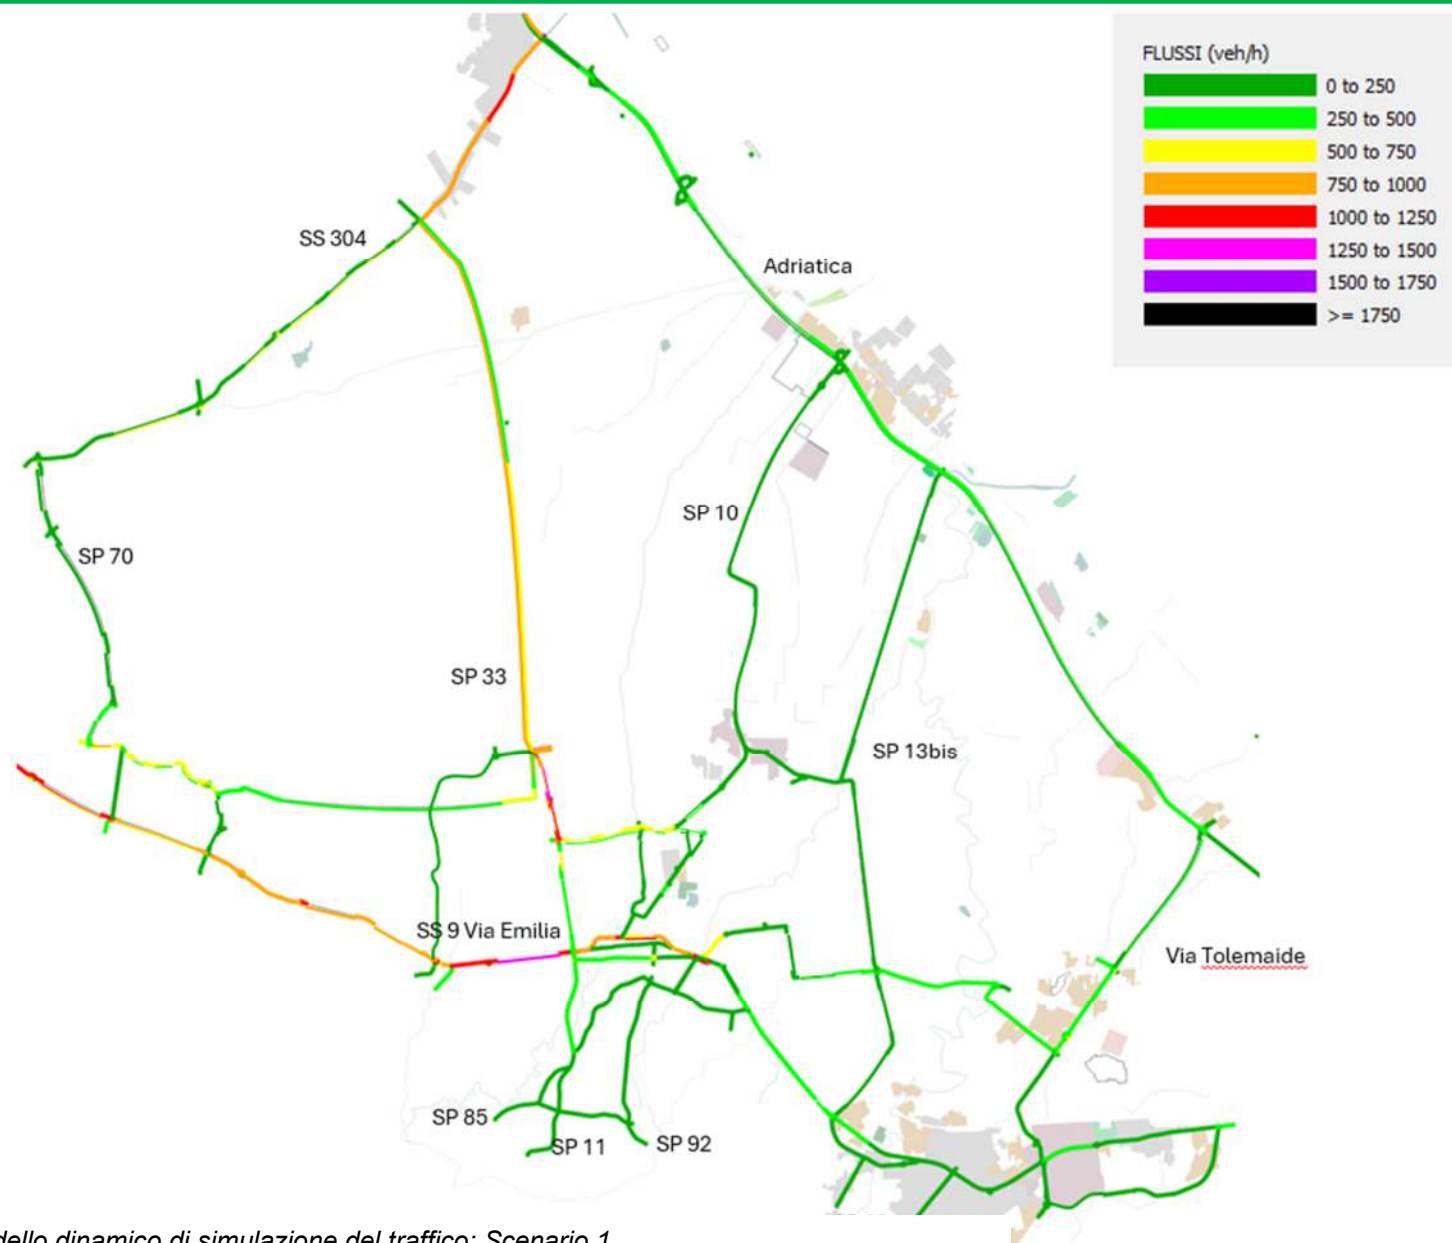 FLUSSI (veh/h)
0 to 250
250 to 500
500 to 750
750 to 1000
1000 to 1250
1250 to 1500
1500 to 1750
>= 1750
SS 304
Adriatica
SP 10
SP 70
SP 33
SP 13bis
SS 9 Via Emilia
Via Tolemaide
SP 85
SP 11
SP 92
dello dinamico di simulazione del traffico: Scenario 1